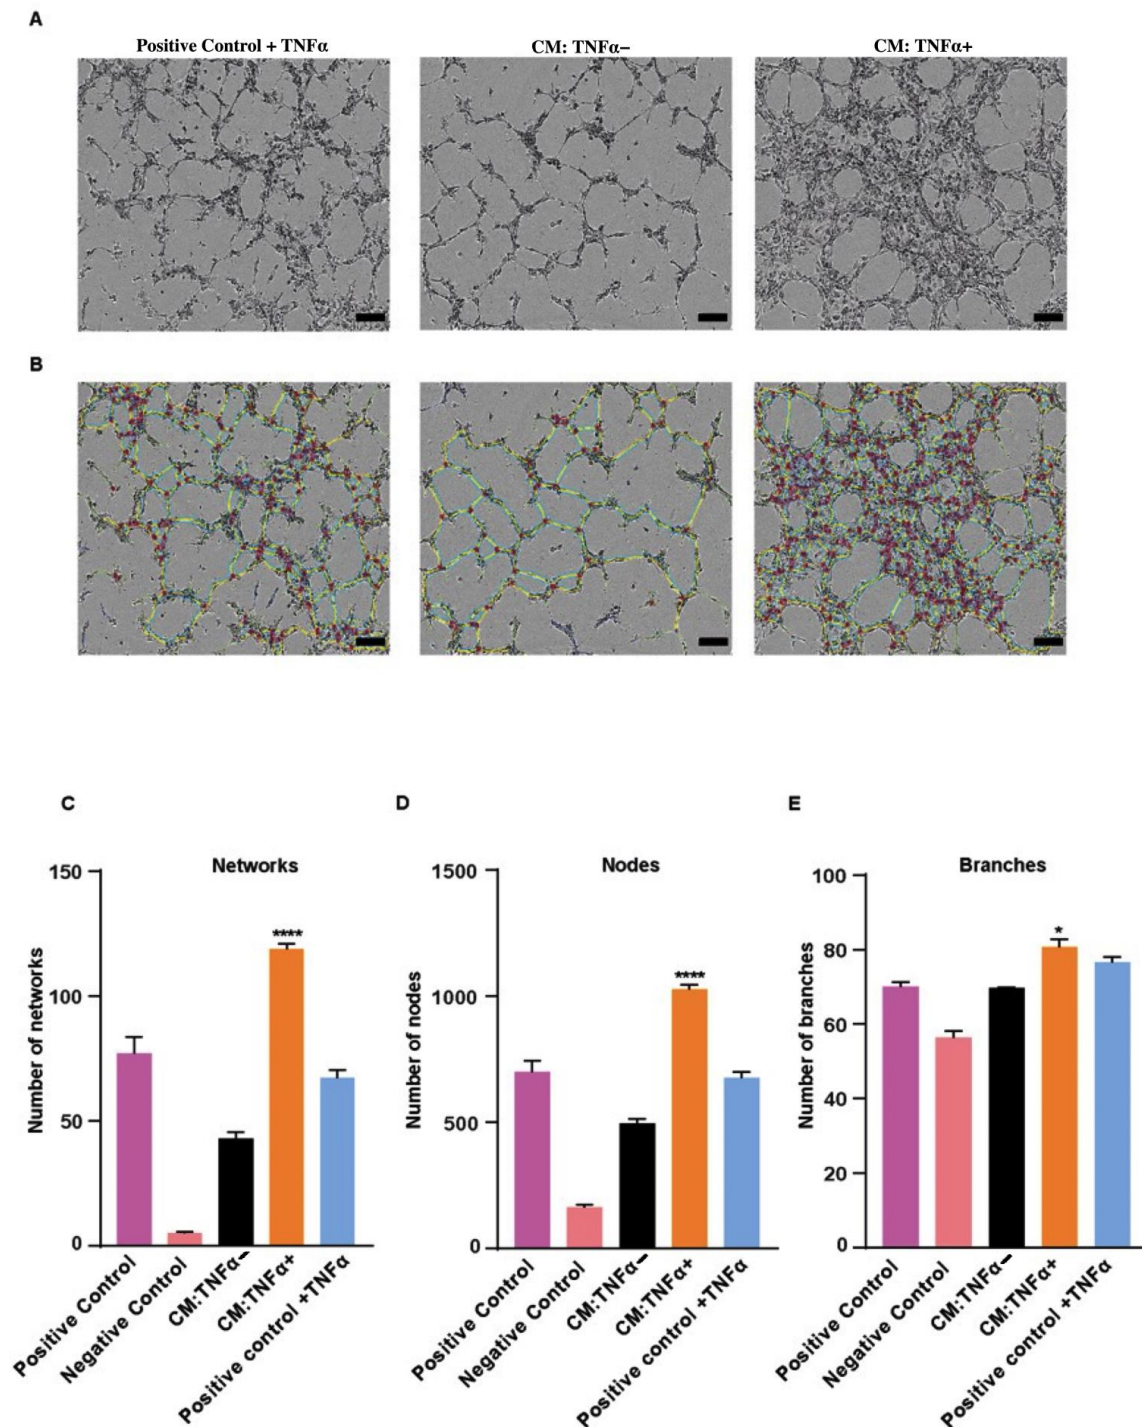 A
Positive Control + TNFα
CM: TNFα−
CM: TNFα+
B
C
D
E
Networks
Number of networks
150
100
50
0
****
Positive Control
Negative Control
CM:TNFα−
CM:TNFα+
Positive control +TNFα
Nodes
Number of nodes
1500
1000
500
0
****
Positive Control
Negative Control
CM:TNFα−
CM:TNFα+
Positive control +TNFα
Branches
Number of branches
100
80
60
40
20
0
*
Positive Control
Negative Control
CM:TNFα−
CM:TNFα+
Positive control +TNFα